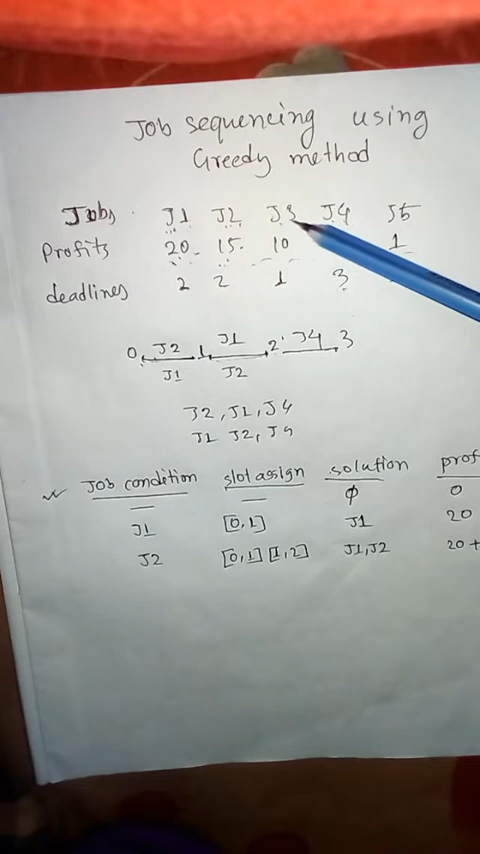 Job sequencing using
Greedy method
Jobs J1 J2 J3 J4 J5
Profits 20 15 10 1
deadlines 2 2 1 3
0 J2 1 J1 2 J4 3
J1 J2
J2, J1, J4
J1 J2, J4
Job condition slot assign solution prof
— — φ 0
J1 [0,1] J1 20
J2 [0,1] [1,2] J1,J2 20+